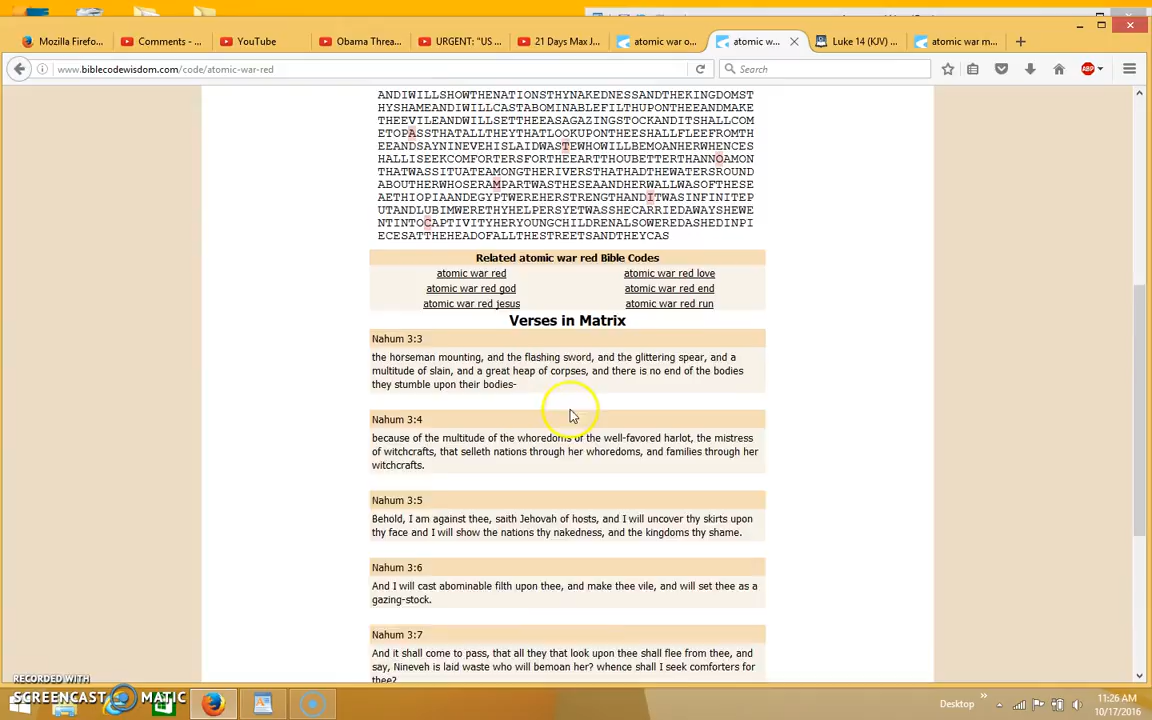 Mozilla Firefo...
Comments - ...
YouTube
Obama Threa...
URGENT: "US ...
21 Days Max J...
atomic war o...
atomic w...
Luke 14 (KJV) ...
atomic war m...
www.biblecodewisdom.com/code/atomic-war-red
Search
ABP
ANDIWILLSHOWTHENATIONSTHYNAKEDNESSANDTHEKINGDOMST
HYSHAMEANDIWILLCASTABOMINABLEFILTHUPONTHEEANDMAKE
THEEVILEANDWILLSETTHEEASAGAZINGSTOCKANDITSHALLCOM
ETOPASSTHATALLTHEYTHATLOOKUPONTHEESHALLFLEEFROMTH
EEANDSAYNINEVEHISLAIDWASTEWHOWILLBEMOANHERWHENCES
HALLISEEKCOMFORTERSFORTHEEARTTHOUBETTERTHANNOAMON
THATWASSITUATEAMONGTHERIVERSTHATHADTHEWATERSROUND
ABOUTHERWHOSERAMPARTWASTHESEAANDHERWALLWASOFTHESE
AETHIOPIAANDEGYPTWEREHERSTRENGTHANDITWASINFINITEP
UTANDLUBIMWERETHYHELPERSYETWASSHECARRIEDAWAYSHEWE
NTINTOCAPTIVITYHERYOUNGCHILDRENALSOWEREDASHEDINPI
ECESATTHEHEADOFALLTHESTREETSANDTHEYCAS
Related atomic war red Bible Codes
atomic war red atomic war red love
atomic war red god atomic war red end
atomic war red jesus atomic war red run
Verses in Matrix
Nahum 3:3
the horseman mounting, and the flashing sword, and the glittering spear, and a
multitude of slain, and a great heap of corpses, and there is no end of the bodies
they stumble upon their bodies-
Nahum 3:4
because of the multitude of the whoredoms of the well-favored harlot, the mistress
of witchcrafts, that selleth nations through her whoredoms, and families through her
witchcrafts.
Nahum 3:5
Behold, I am against thee, saith Jehovah of hosts, and I will uncover thy skirts upon
thy face and I will show the nations thy nakedness, and the kingdoms thy shame.
Nahum 3:6
And I will cast abominable filth upon thee, and make thee vile, and will set thee as a
gazing-stock.
Nahum 3:7
And it shall come to pass, that all they that look upon thee shall flee from thee, and
say, Nineveh is laid waste who will bemoan her? whence shall I seek comforters for
thee?
RECORDED WITH
SCREENCAST MATIC
Desktop
11:26 AM
10/17/2016